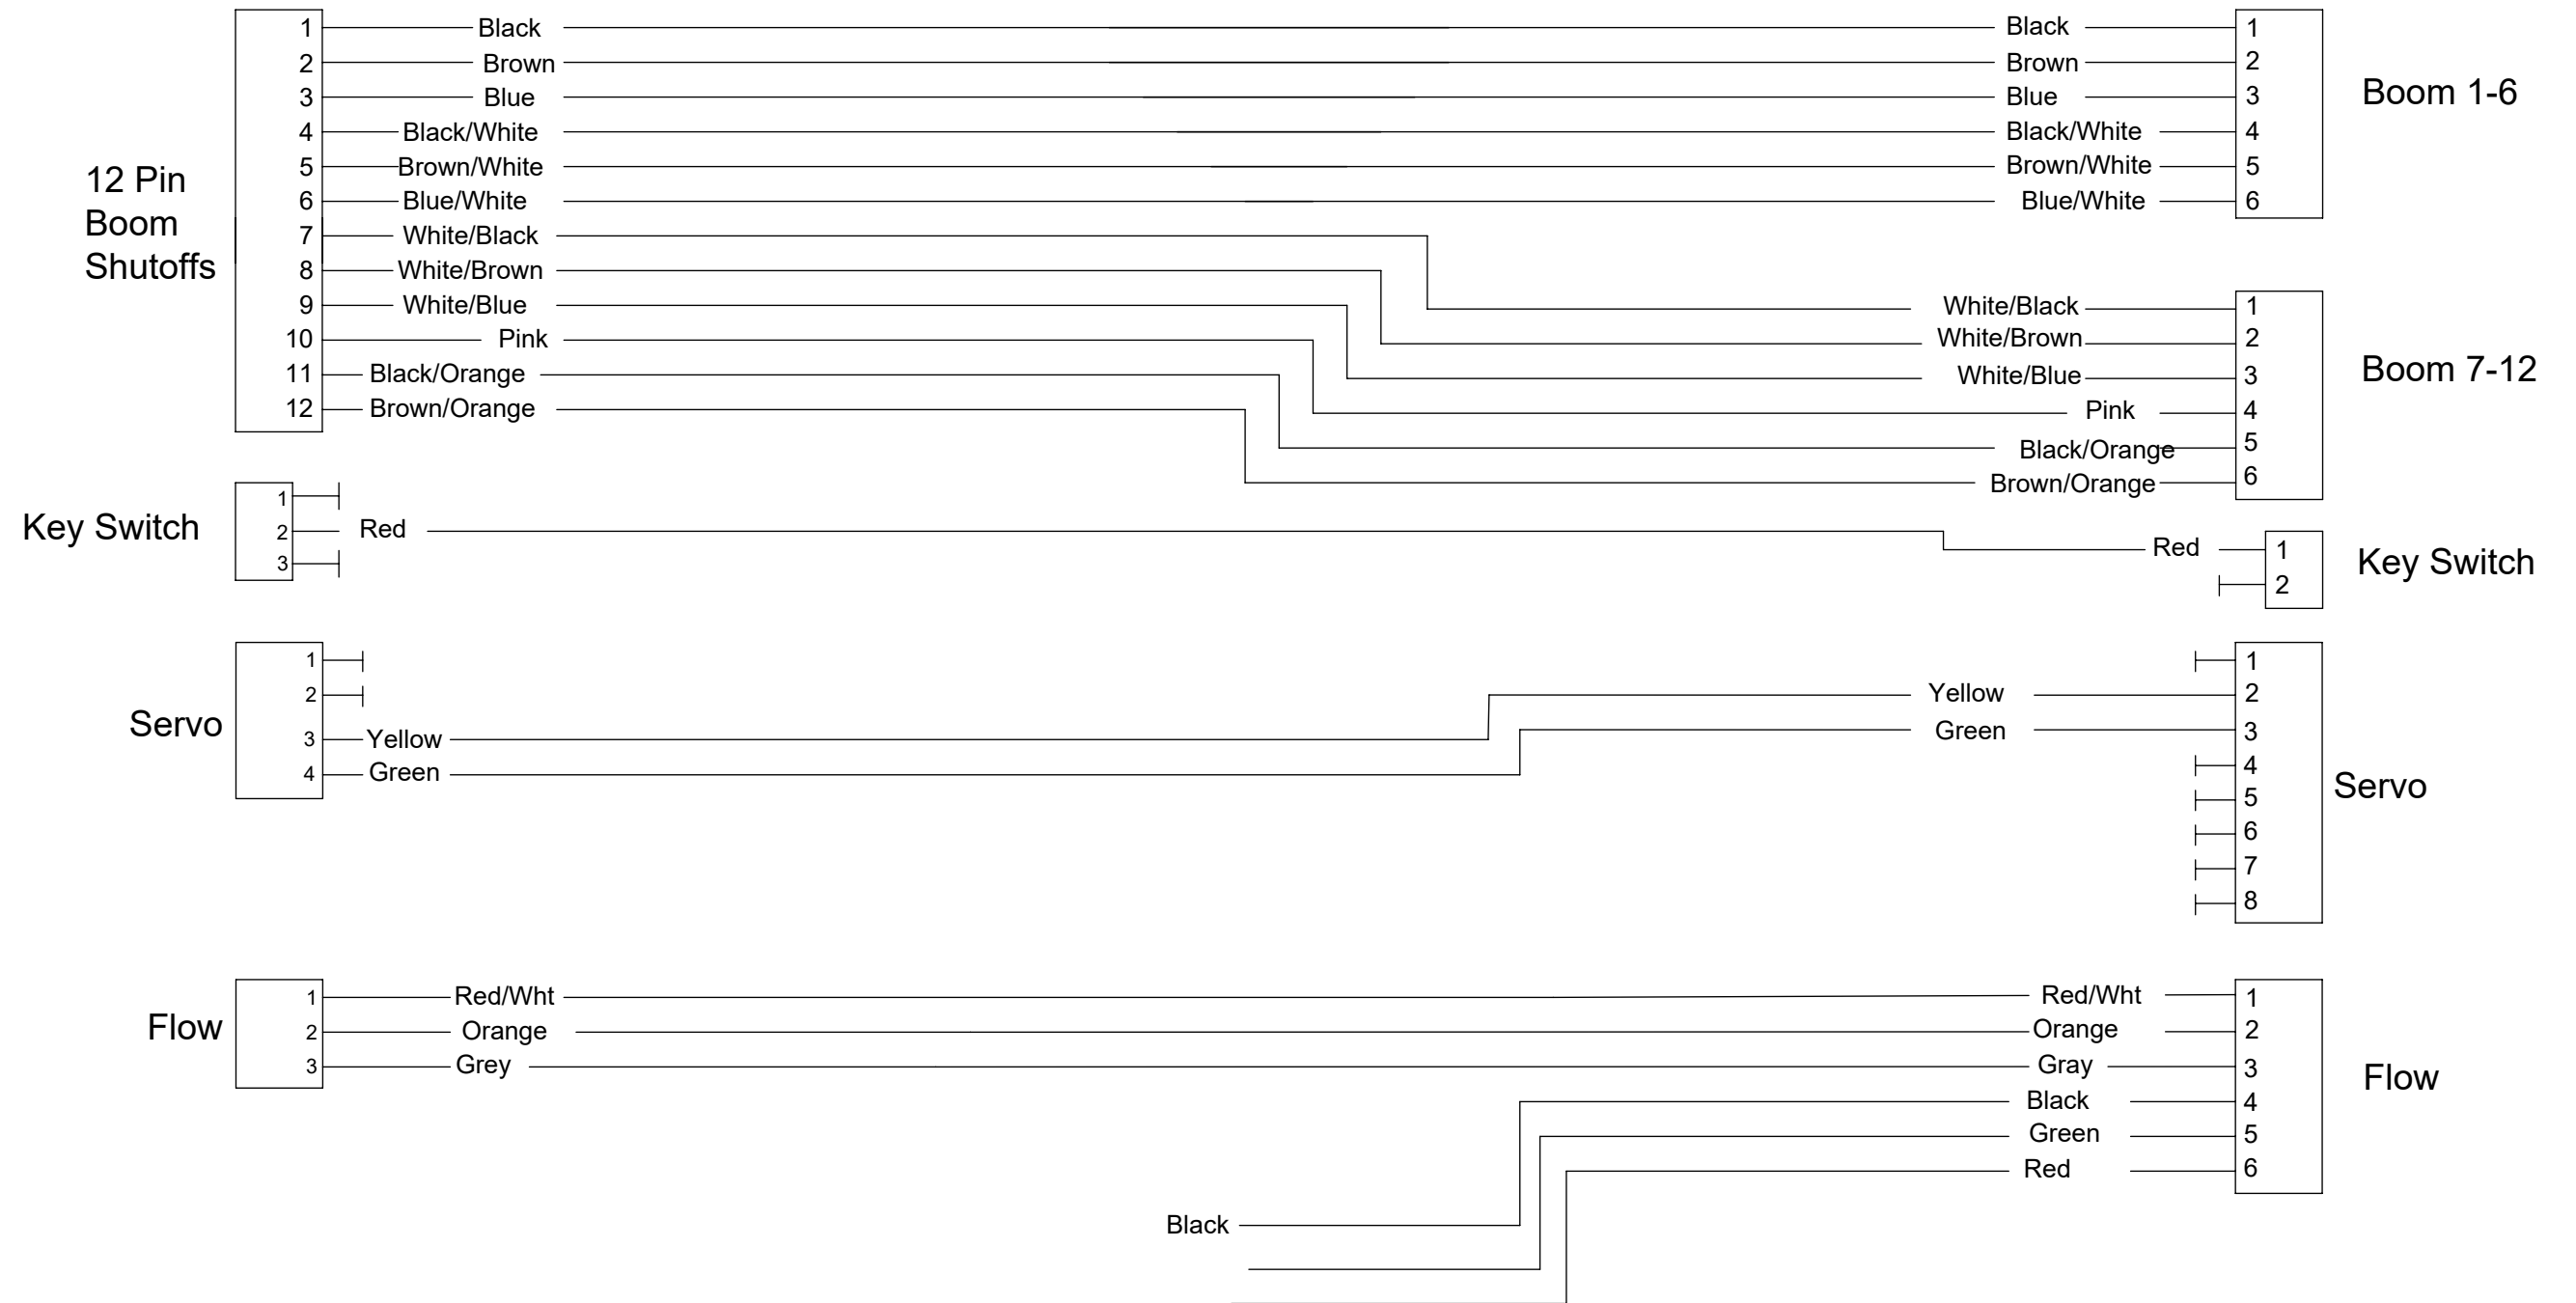 1 Black Black 1
2 Brown Brown 2
3 Blue Blue 3
Boom 1-6
4 Black/White Black/White 4
5 Brown/White Brown/White 5
12 Pin
Boom
Shutoffs
6 Blue/White Blue/White 6
7 White/Black
8 White/Brown
9 White/Blue White/Black 1
10 Pink White/Brown 2
11 Black/Orange White/Blue 3
Boom 7-12
12 Brown/Orange Pink 4
Black/Orange 5
Brown/Orange 6
Key Switch
1
2 Red Red 1
3
2
Key Switch
Servo
1 1
2 Yellow 2
3 Yellow Green 3
4 Green 4
5
6
7
8
Servo
Flow
1 Red/Wht Red/Wht 1
2 Orange Orange 2
3 Grey Gray 3
Flow
Black 4
Green 5
Red 6
Black